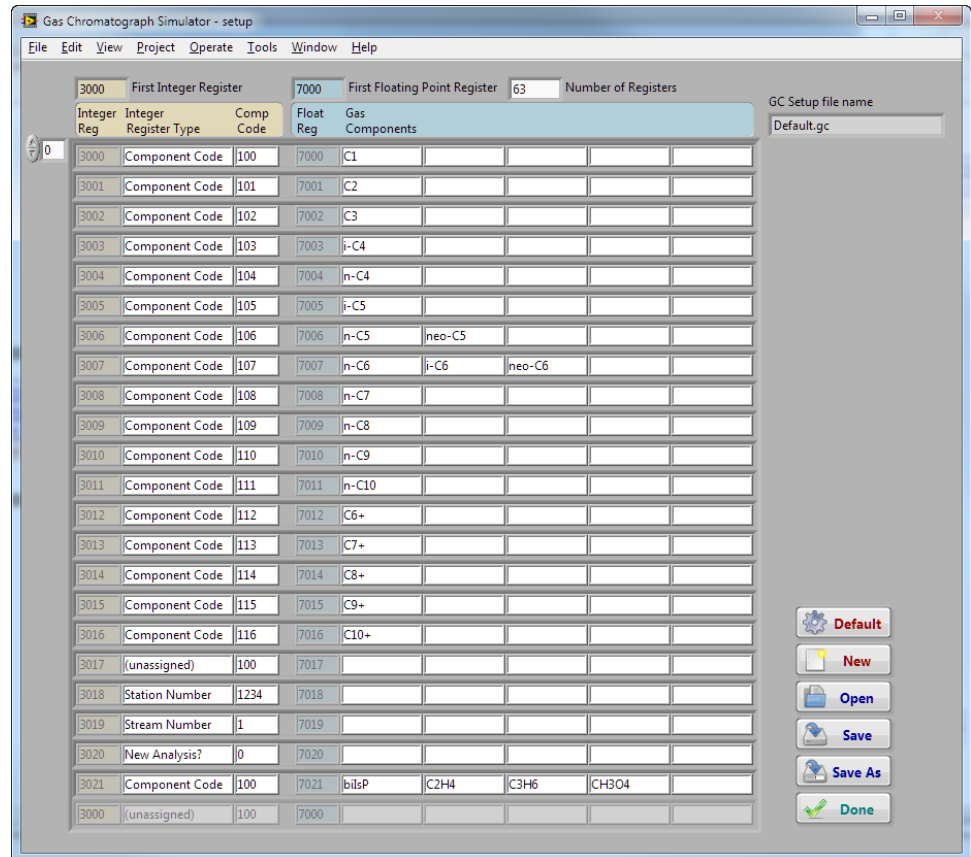 Gas Chromatograph Simulator - setup
File Edit View Project Operate Tools Window Help
3000 First Integer Register 7000 First Floating Point Register 63 Number of Registers
GC Setup file name
Integer Integer Comp Float Gas
Reg Register Type Code Reg Components
Default.gc
0
3000 Component Code 100 7000 C1
3001 Component Code 101 7001 C2
3002 Component Code 102 7002 C3
3003 Component Code 103 7003 i-C4
3004 Component Code 104 7004 n-C4
3005 Component Code 105 7005 i-C5
3006 Component Code 106 7006 n-C5 neo-C5
3007 Component Code 107 7007 n-C6 i-C6 neo-C6
3008 Component Code 108 7008 n-C7
3009 Component Code 109 7009 n-C8
3010 Component Code 110 7010 n-C9
3011 Component Code 111 7011 n-C10
3012 Component Code 112 7012 C6+
3013 Component Code 113 7013 C7+
3014 Component Code 114 7014 C8+
3015 Component Code 115 7015 C9+
3016 Component Code 116 7016 C10+
3017 (unassigned) 100 7017
3018 Station Number 1234 7018
3019 Stream Number 1 7019
3020 New Analysis? 0 7020
3021 Component Code 100 7021 biIsP C2H4 C3H6 CH3O4
3000 (unassigned) 100 7000
Default
New
Open
Save
Save As
Done